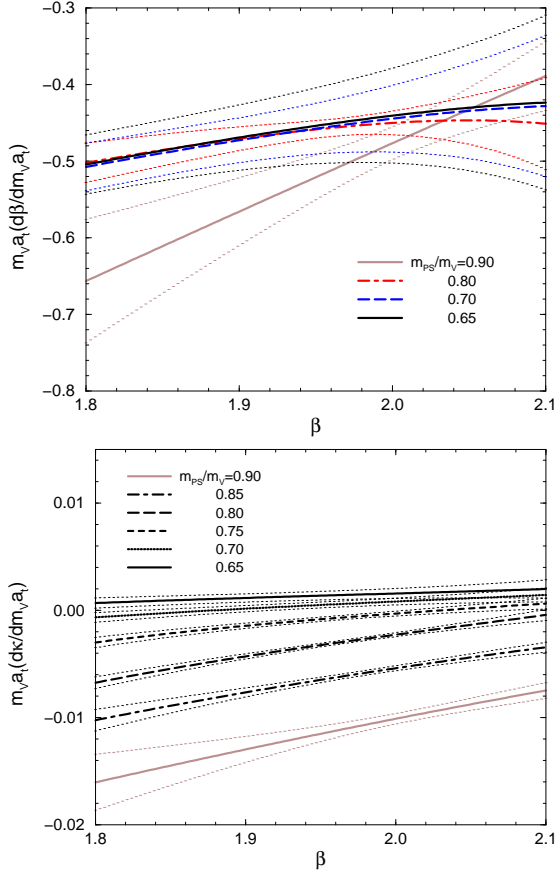 −0.3
−0.4
−0.5
−0.6
−0.7
−0.8
m_V a_t(dβ/dm_V a_t)
m_PS/m_V=0.90
0.80
0.70
0.65
1.8 1.9 2.0 2.1
β
0.01
0.00
−0.01
−0.02
m_V a_t(dκ/dm_V a_t)
m_PS/m_V=0.90
0.85
0.80
0.75
0.70
0.65
1.8 1.9 2.0 2.1
β